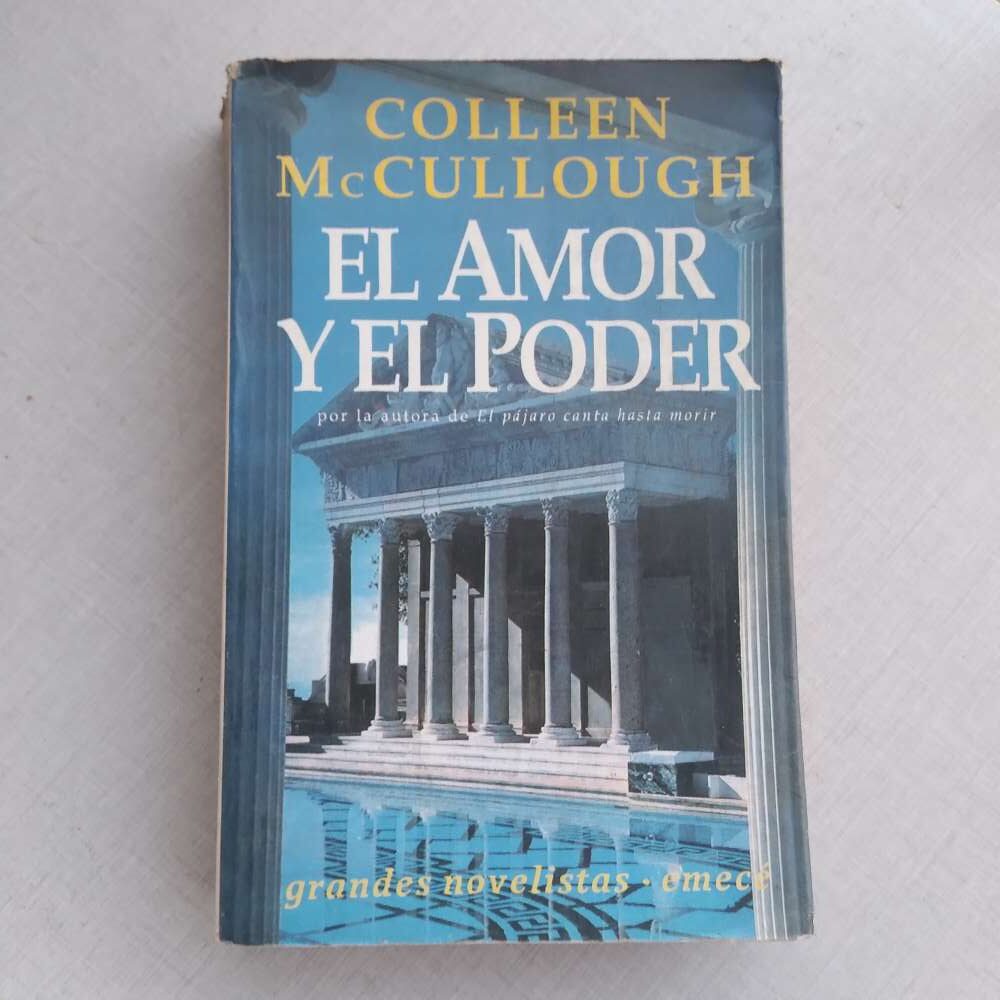 COLLEEN
McCULLOUGH
EL AMOR
Y EL PODER
por la autora de El pájaro canta hasta morir
grandes novelistas · emecé